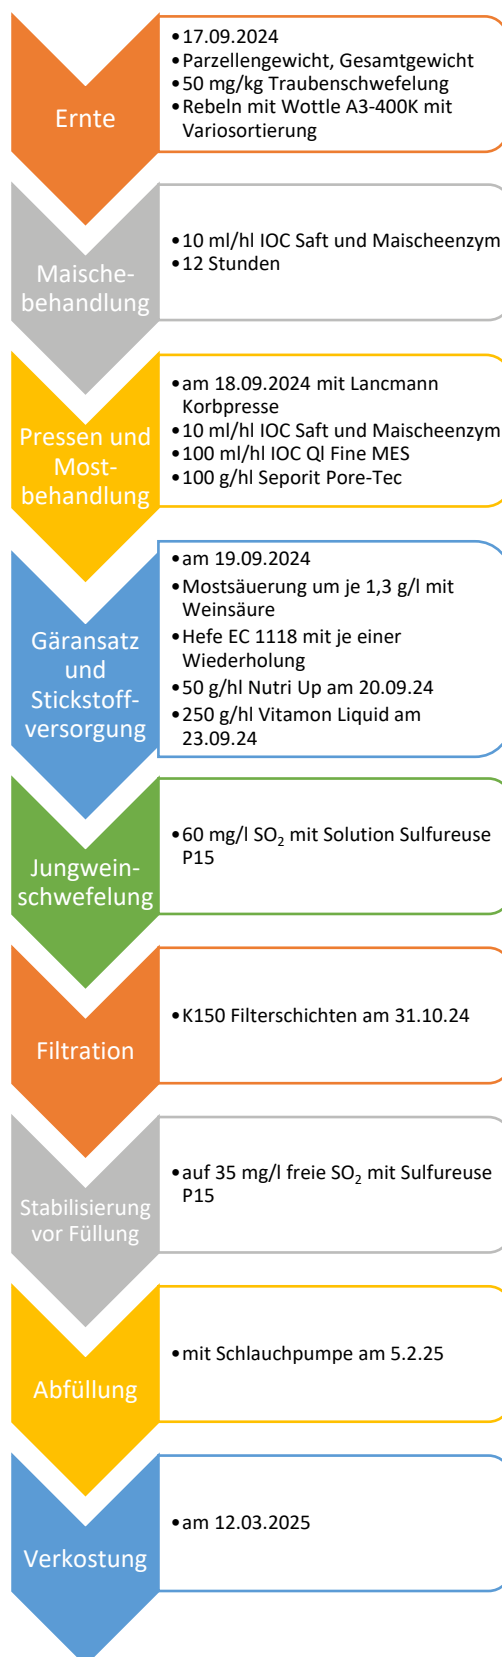 Ernte
•17.09.2024
•Parzellengewicht, Gesamtgewicht
•50 mg/kg Traubenschwefelung
•Rebeln mit Wottle A3-400K mit
Variosortierung
Maische-
behandlung
•10 ml/hl IOC Saft und Maischeenzym
•12 Stunden
Pressen und
Most-
behandlung
•am 18.09.2024 mit Lancmann
Korbpresse
•10 ml/hl IOC Saft und Maischeenzym
•100 ml/hl IOC Ql Fine MES
•100 g/hl Seporit Pore-Tec
Gäransatz
und
Stickstoff-
versorgung
•am 19.09.2024
•Mostsäuerung um je 1,3 g/l mit
Weinsäure
•Hefe EC 1118 mit je einer
Wiederholung
•50 g/hl Nutri Up am 20.09.24
•250 g/hl Vitamon Liquid am
23.09.24
Jungwein-
schwefelung
•60 mg/l SO₂ mit Solution Sulfureuse
P15
Filtration
•K150 Filterschichten am 31.10.24
Stabilisierung
vor Füllung
•auf 35 mg/l freie SO₂ mit Sulfureuse
P15
Abfüllung
•mit Schlauchpumpe am 5.2.25
Verkostung
•am 12.03.2025